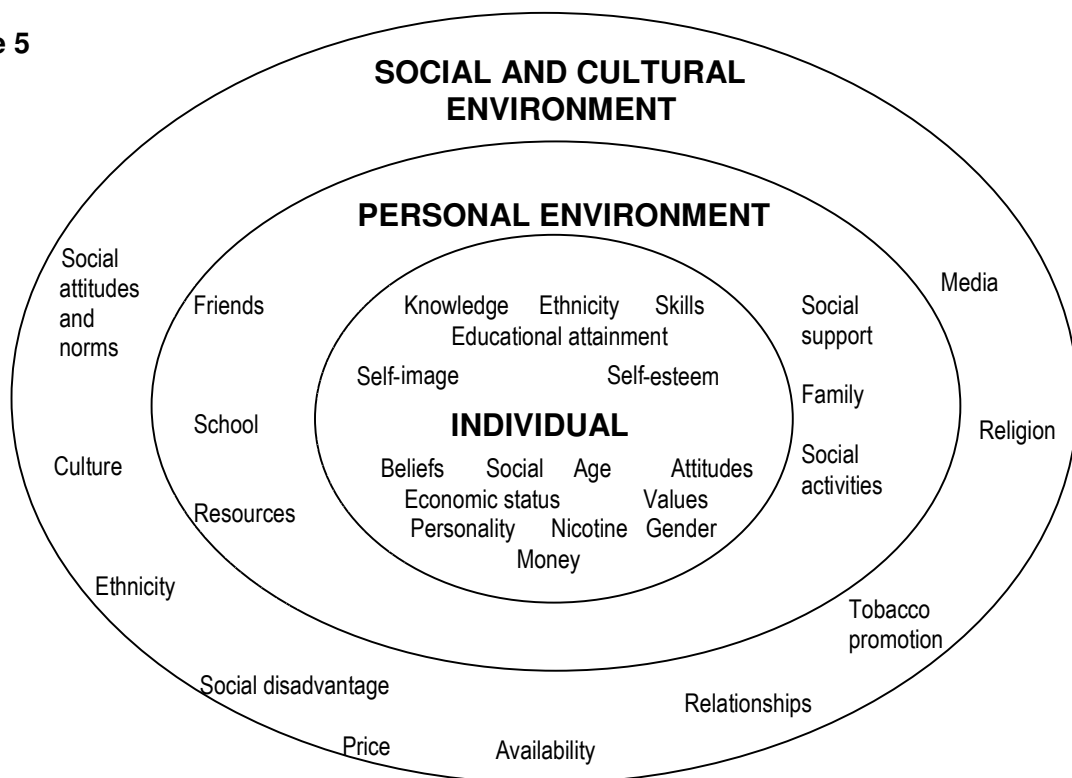 e 5
SOCIAL AND CULTURAL
ENVIRONMENT
PERSONAL ENVIRONMENT
Social
attitudes
and
norms
Friends
Knowledge Ethnicity Skills
Educational attainment
Self-image Self-esteem
Social
support
Media
School
INDIVIDUAL
Family
Religion
Culture
Beliefs Social Age Attitudes
Economic status Values
Personality Nicotine Gender
Money
Social
activities
Resources
Ethnicity
Tobacco
promotion
Social disadvantage
Relationships
Price
Availability